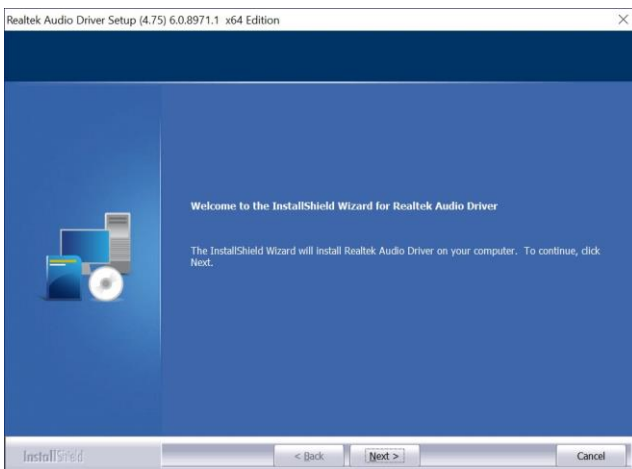 Realtek Audio Driver Setup (4.75) 6.0.8971.1 x64 Edition
Welcome to the InstallShield Wizard for Realtek Audio Driver
The InstallShield Wizard will install Realtek Audio Driver on your computer. To continue, click
Next.
InstallShield
< Back
Next >
Cancel